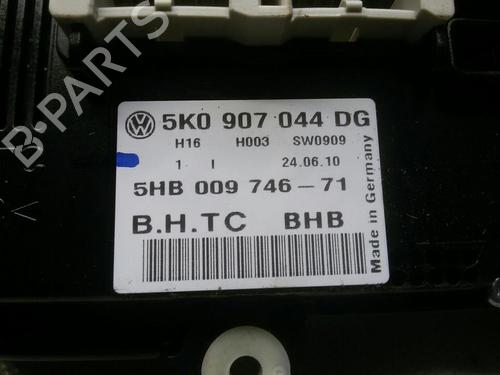 5K0 907 044 DG
H16 H003 SW0909
1 I 24.06.10
5HB 009 746-71
B.H.TC BHB
Made in Germany
B-PARTS